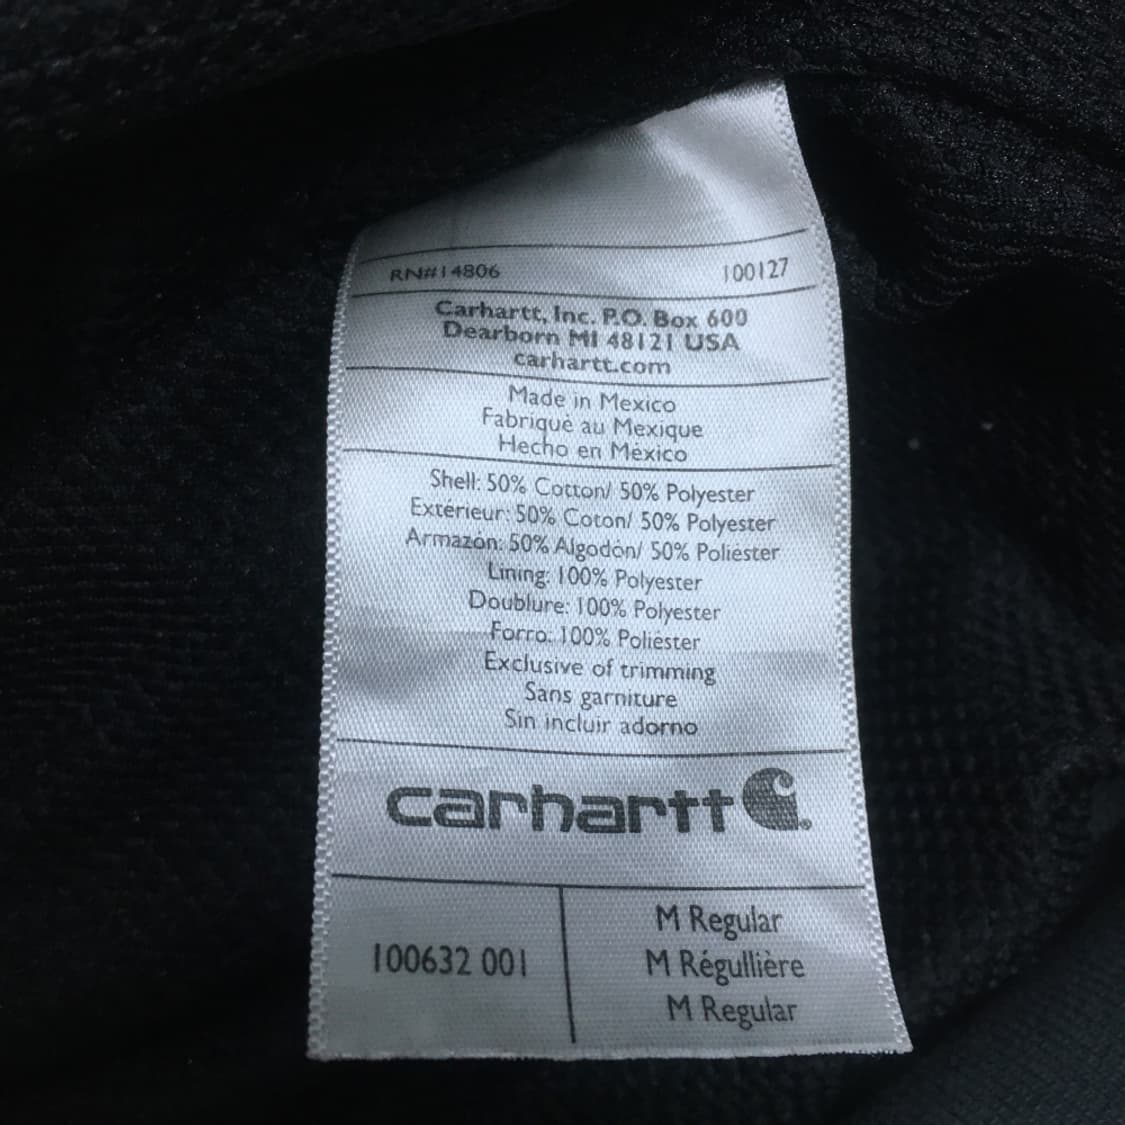 RN#14806 100127
Carhartt, Inc. P.O. Box 600
Dearborn MI 48121 USA
carhartt.com
Made in Mexico
Fabriqué au Mexique
Hecho en México
Shell: 50% Cotton/ 50% Polyester
Extérieur: 50% Coton/ 50% Polyester
Armazón: 50% Algodón/ 50% Poliéster
Lining: 100% Polyester
Doublure: 100% Polyester
Forro: 100% Poliéster
Exclusive of trimming
Sans garniture
Sin incluir adorno
carhartt
100632 001
M Regular
M Régullière
M Regular